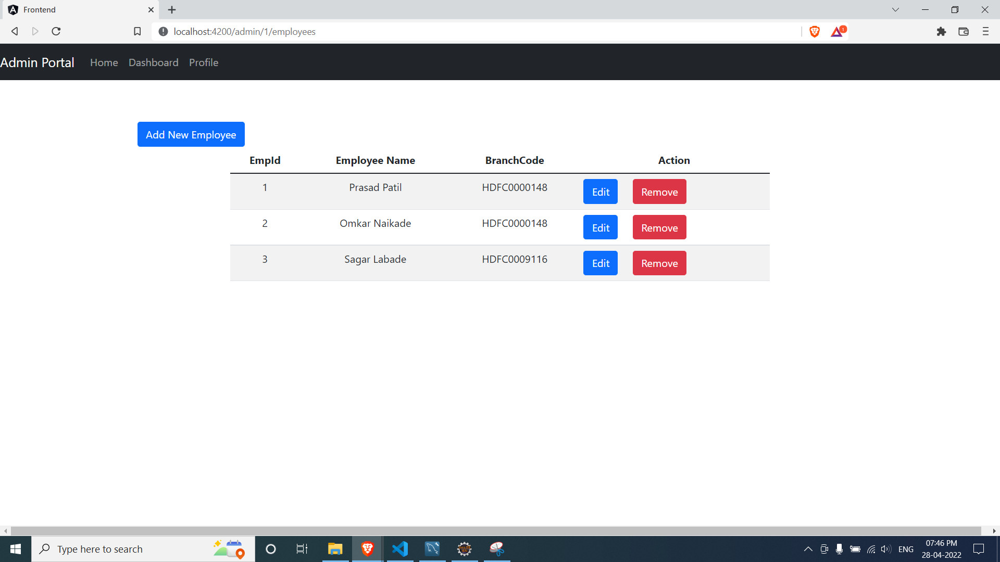 Frontend
localhost:4200/admin/1/employees
1
Admin Portal Home Dashboard Profile
Add New Employee
EmpId Employee Name BranchCode Action
1 Prasad Patil HDFC0000148 Edit Remove
2 Omkar Naikade HDFC0000148 Edit Remove
3 Sagar Labade HDFC0009116 Edit Remove
Type here to search
ENG
07:46 PM
28-04-2022